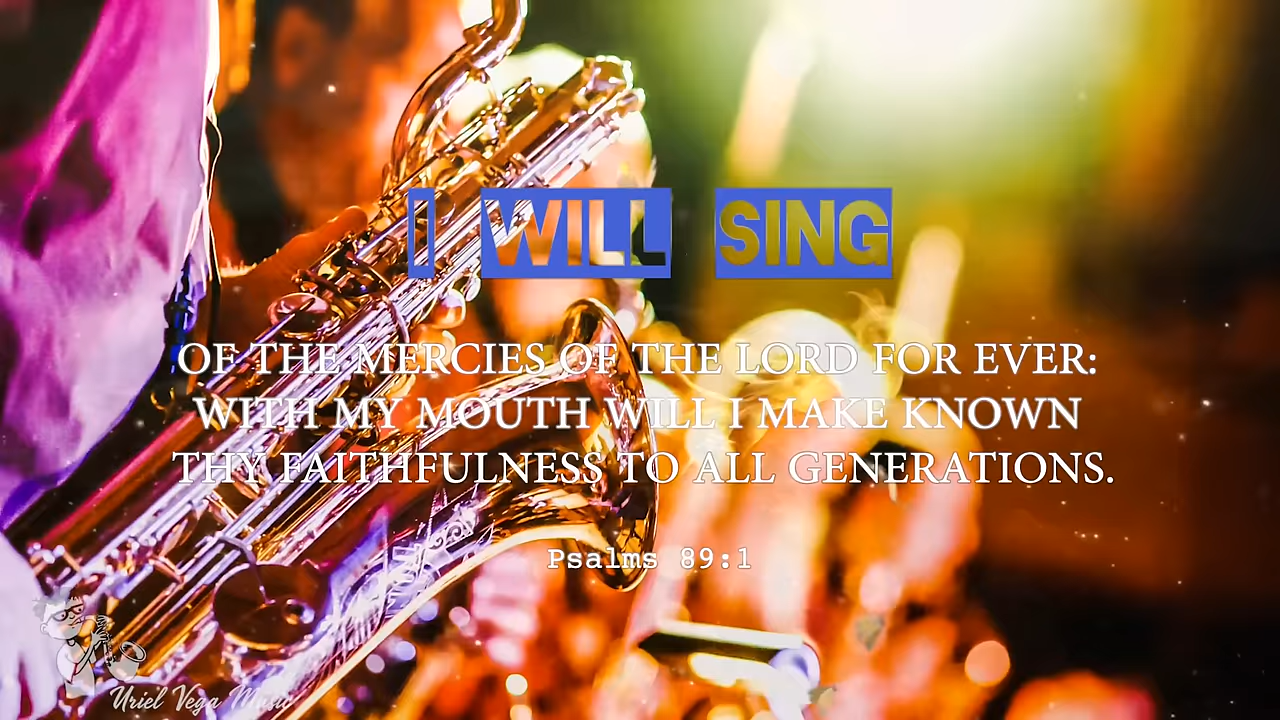 I WILL SING
OF THE MERCIES OF THE LORD FOR EVER:
WITH MY MOUTH WILL I MAKE KNOWN
THY FAITHFULNESS TO ALL GENERATIONS.
Psalms 89:1
Uriel Vega Music